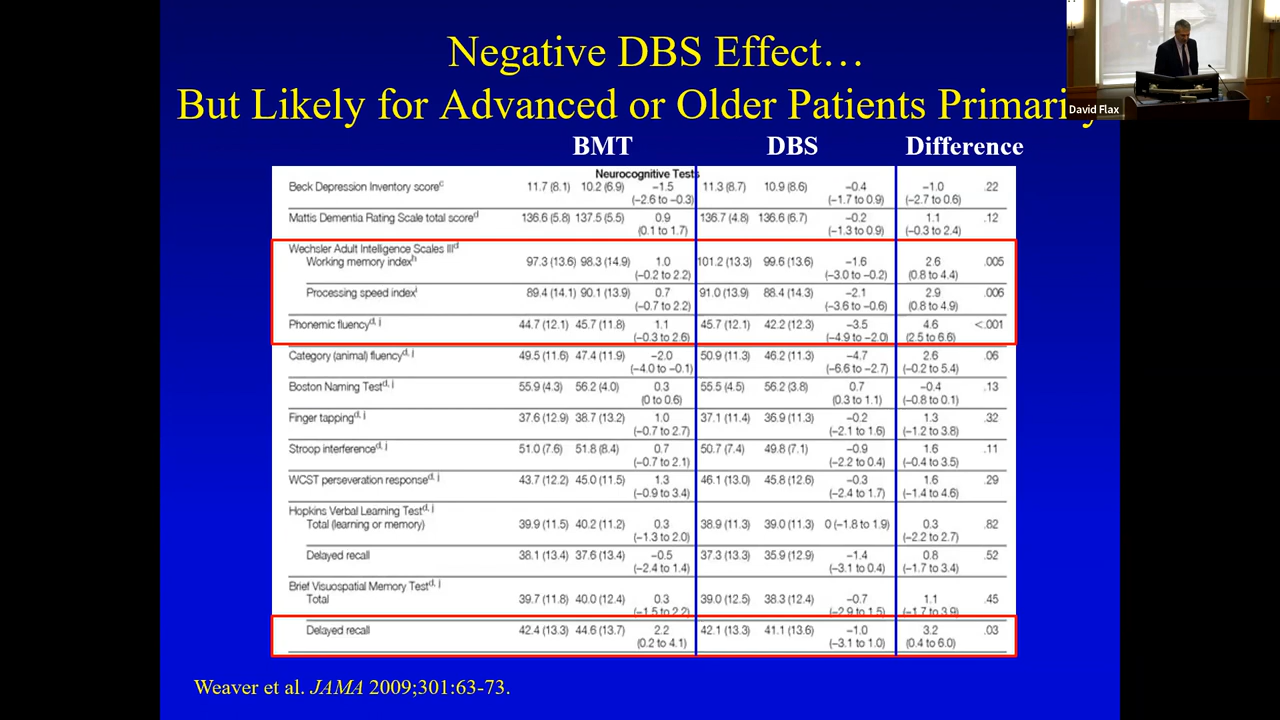 Negative DBS Effect…
But Likely for Advanced or Older Patients Primarily
David Flax
BMT DBS Difference
Neurocognitive Tests
Beck Depression Inventory scoreᶜ 11.7 (8.1) 10.2 (6.9) −1.5 11.3 (8.7) 10.9 (8.6) −0.4 −1.0 .22
(−2.6 to −0.3) (−1.7 to 0.9) (−2.7 to 0.6)
Mattis Dementia Rating Scale total scoreᵈ 136.6 (5.8) 137.5 (5.5) 0.9 136.7 (4.8) 136.6 (6.7) −0.2 1.1 .12
(0.1 to 1.7) (−1.3 to 0.9) (−0.3 to 2.4)
Wechsler Adult Intelligence Scales IIIᵈ
Working memory indexʰ 97.3 (13.6) 98.3 (14.9) 1.0 101.2 (13.3) 99.6 (13.6) −1.6 2.6 .005
(−0.2 to 2.2) (−3.0 to −0.2) (0.8 to 4.4)
Processing speed indexⁱ 89.4 (14.1) 90.1 (13.9) 0.7 91.0 (13.9) 88.4 (14.3) −2.1 2.9 .006
(−0.7 to 2.2) (−3.6 to −0.6) (0.8 to 4.9)
Phonemic fluencyᵈ, ʲ 44.7 (12.1) 45.7 (11.8) 1.1 45.7 (12.1) 42.2 (12.3) −3.5 4.6 <.001
(−0.3 to 2.6) (−4.9 to −2.0) (2.5 to 6.6)
Category (animal) fluencyᵈ, ʲ 49.5 (11.6) 47.4 (11.9) −2.0 50.9 (11.3) 46.2 (11.3) −4.7 2.6 .06
(−4.0 to −0.1) (−6.6 to −2.7) (−0.2 to 5.4)
Boston Naming Testᵈ, ʲ 55.9 (4.3) 56.2 (4.0) 0.3 55.5 (4.5) 56.2 (3.8) 0.7 −0.4 .13
(0 to 0.6) (0.3 to 1.1) (−0.8 to 0.1)
Finger tappingᵈ, ʲ 37.6 (12.9) 38.7 (13.2) 1.0 37.1 (11.4) 36.9 (11.3) −0.2 1.3 .32
(−0.7 to 2.7) (−2.1 to 1.6) (−1.2 to 3.8)
Stroop interferenceᵈ, ʲ 51.0 (7.6) 51.8 (8.4) 0.7 50.7 (7.4) 49.8 (7.1) −0.9 1.6 .11
(−0.7 to 2.1) (−2.2 to 0.4) (−0.4 to 3.5)
WCST perseveration responseᵈ, ʲ 43.7 (12.2) 45.0 (11.5) 1.3 46.1 (13.0) 45.8 (12.6) −0.3 1.6 .29
(−0.9 to 3.4) (−2.4 to 1.7) (−1.4 to 4.6)
Hopkins Verbal Learning Testᵈ, ʲ
Total (learning or memory) 39.9 (11.5) 40.2 (11.2) 0.3 38.9 (11.3) 39.0 (11.3) 0 (−1.8 to 1.9) 0.3 .82
(−1.3 to 2.0) (−2.2 to 2.7)
Delayed recall 38.1 (13.4) 37.6 (13.4) −0.5 37.3 (13.3) 35.9 (12.9) −1.4 0.8 .52
(−2.4 to 1.4) (−3.1 to 0.4) (−1.7 to 3.4)
Brief Visuospatial Memory Testᵈ, ʲ
Total 39.7 (11.8) 40.0 (12.4) 0.3 39.0 (12.5) 38.3 (12.4) −0.7 1.1 .45
(−1.5 to 2.2) (−2.9 to 1.5) (−1.7 to 3.9)
Delayed recall 42.4 (13.3) 44.6 (13.7) 2.2 42.1 (13.3) 41.1 (13.6) −1.0 3.2 .03
(0.2 to 4.1) (−3.1 to 1.0) (0.4 to 6.0)
Weaver et al. JAMA 2009;301:63-73.